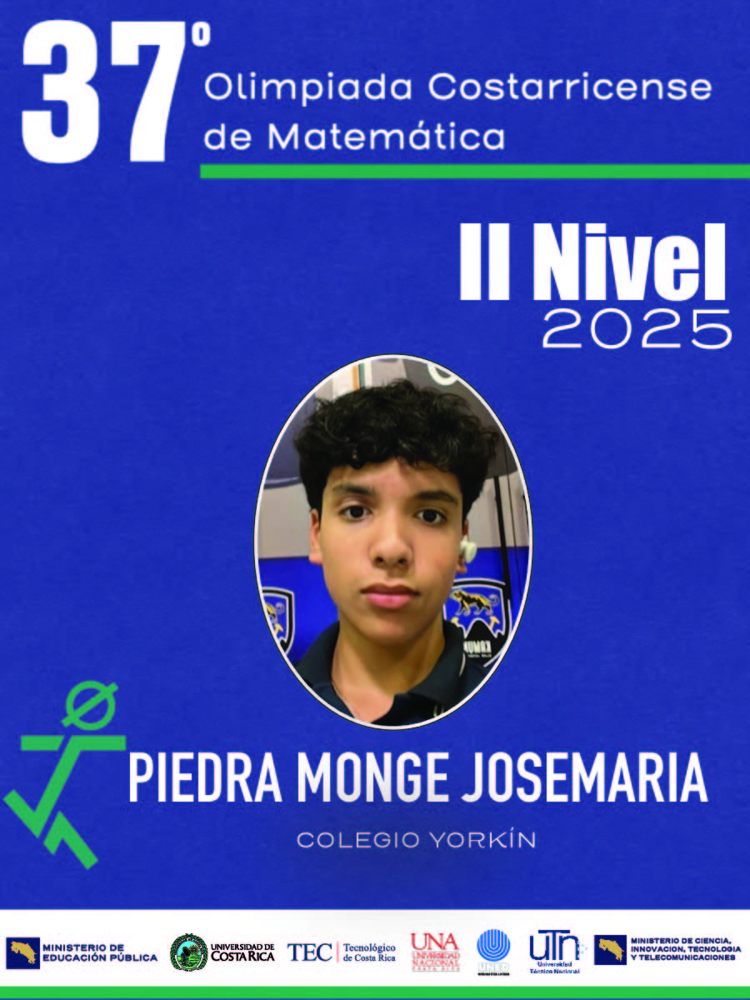 37°
Olimpiada Costarricense
de Matemática
II Nivel
2025
PIEDRA MONGE JOSEMARIA
COLEGIO YORKÍN
MINISTERIO DE
EDUCACIÓN PÚBLICA
UNIVERSIDAD DE
COSTA RICA
TEC
Tecnológico
de Costa Rica
UNA
UNIVERSIDAD
NACIONAL
COSTA RICA
UNED
UTN
Universidad
Técnica Nacional
MINISTERIO DE CIENCIA,
INNOVACION, TECNOLOGIA
Y TELECOMUNICACIONES